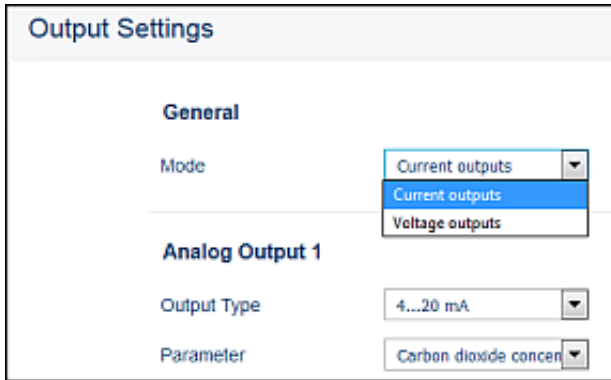 Output Settings
General
Mode Current outputs
Current outputs
Voltage outputs
Analog Output 1
Output Type 4...20 mA
Parameter Carbon dioxide concen